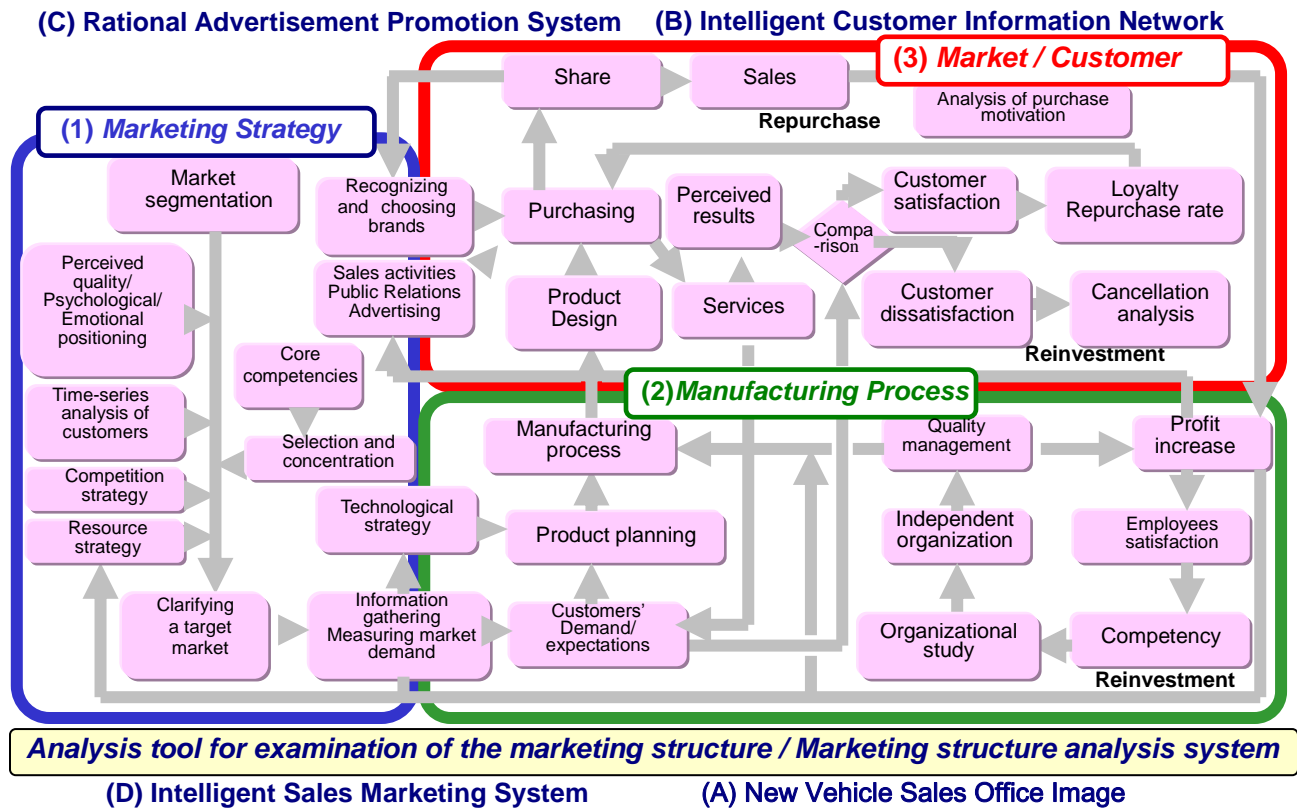 (C) Rational Advertisement Promotion System
(B) Intelligent Customer Information Network
(3) Market / Customer
Share
Sales
Analysis of purchase
motivation
Repurchase
(1) Marketing Strategy
Market
segmentation
Recognizing
and choosing
brands
Purchasing
Perceived
results
Compa
-rison
Customer
satisfaction
Loyalty
Repurchase rate
Perceived
quality/
Psychological/
Emotional
positioning
Sales activities
Public Relations
Advertising
Product
Design
Services
Customer
dissatisfaction
Cancellation
analysis
Reinvestment
Core
competencies
(2)Manufacturing Process
Time-series
analysis of
customers
Selection and
concentration
Manufacturing
process
Quality
management
Profit
increase
Competition
strategy
Resource
strategy
Technological
strategy
Product planning
Independent
organization
Employees
satisfaction
Clarifying
a target
market
Information
gathering
Measuring market
demand
Customers'
Demand/
expectations
Organizational
study
Competency
Reinvestment
Analysis tool for examination of the marketing structure / Marketing structure analysis system
(D) Intelligent Sales Marketing System
(A) New Vehicle Sales Office Image